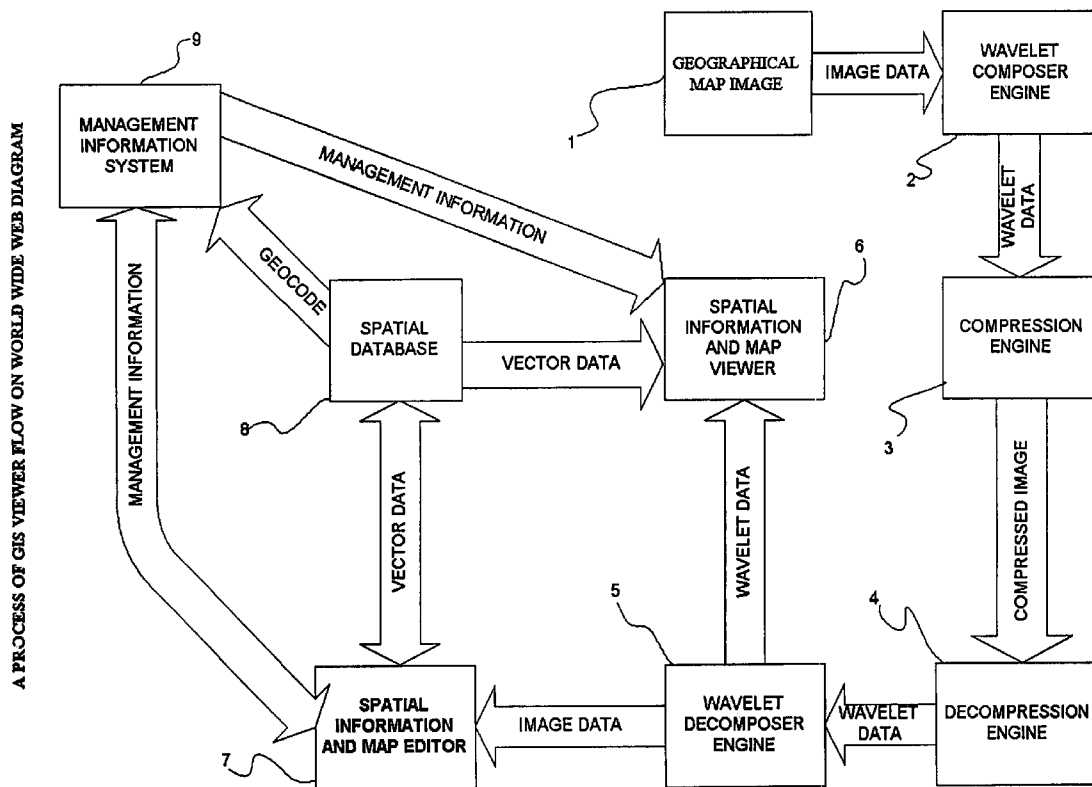 A PROCESS OF GIS VIEWER FLOW ON WORLD WIDE WEB DIAGRAM
9
MANAGEMENT
INFORMATION
SYSTEM
1
GEOGRAPHICAL
MAP IMAGE
IMAGE DATA
WAVELET
COMPOSER
ENGINE
2
WAVELET
DATA
MANAGEMENT INFORMATION
GEOCODE
6
SPATIAL
DATABASE
8
VECTOR DATA
SPATIAL
INFORMATION
AND MAP
VIEWER
COMPRESSION
ENGINE
3
MANAGEMENT INFORMATION
VECTOR DATA
WAVELET DATA
COMPRESSED IMAGE
5
4
SPATIAL
INFORMATION
AND MAP EDITOR
7
IMAGE DATA
WAVELET
DECOMPOSER
ENGINE
WAVELET
DATA
DECOMPRESSION
ENGINE